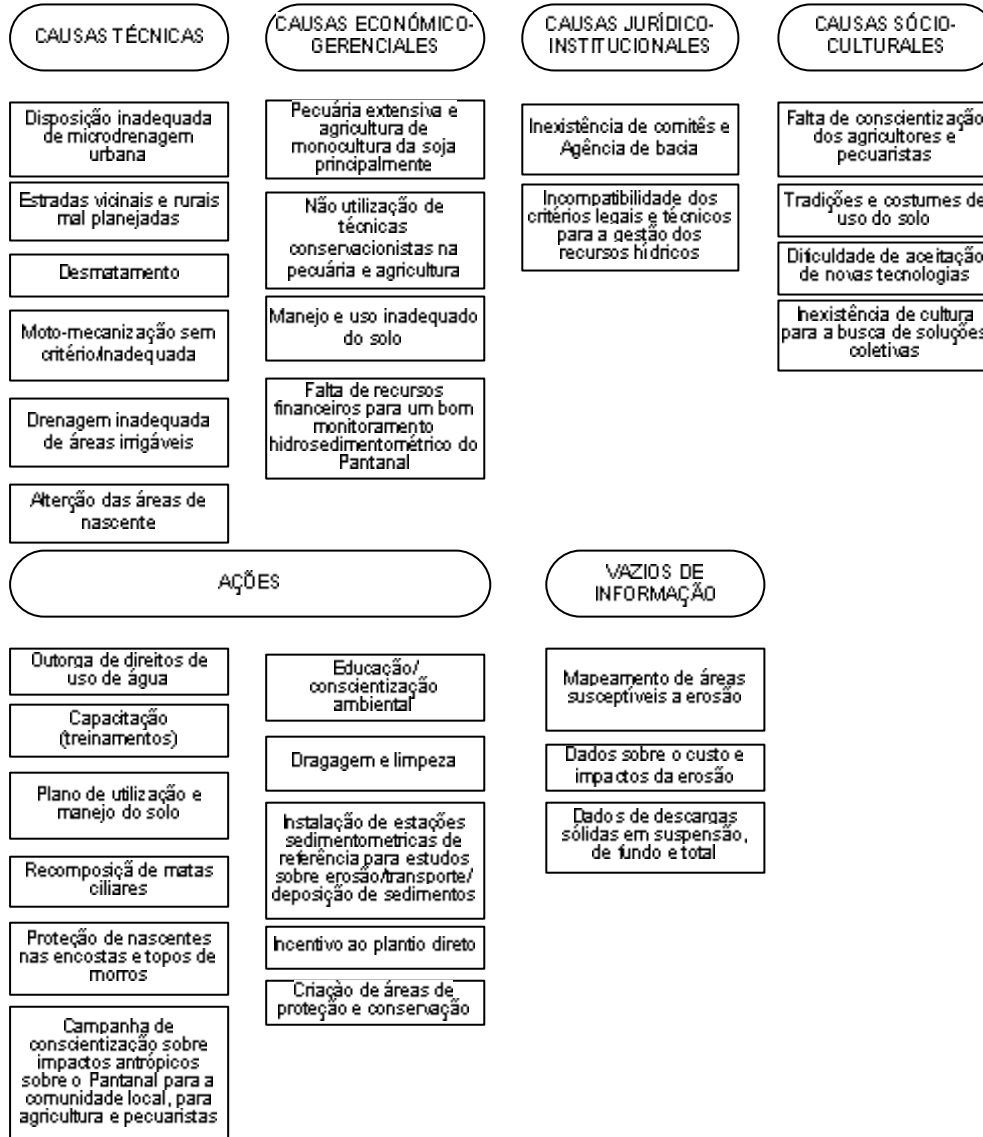 CAUSAS TÉCNICAS
CAUSAS ECONÓMICO-
GERENCIALES
CAUSAS JURÍDICO-
INSTITUCIONALES
CAUSAS SÓCIO-
CULTURALES
Disposição inadequada
de microdrenagem
urbana
Estradas vicinais e rurais
mal planejadas
Desmatamento
Moto-mecanização sem
critério/Inadequada
Drenagem inadequada
de áreas irrigáveis
Alterção das áreas de
nascente
Pecuária extensiva e
agricultura de
monocultura da soja
principalmente
Não utilização de
técnicas
conservacionistas na
pecuária e agricultura
Manejo e uso inadequado
do solo
Falta de recursos
financeiros para um bom
monitoramento
hidrosedimentométrico do
Pantanal
Inexistência de comitês e
Agência de bacia
Incompatibilidade dos
critérios legais e técnicos
para a gestão dos
recursos hídricos
Falta de conscientização
dos agricultores e
pecuaristas
Tradições e costumes de
uso do solo
Dificuldade de aceitação
de novas tecnologias
Inexistência de cultura
para a busca de soluções
coletivas
AÇÕES
VAZIOS DE
INFORMAÇÃO
Outorga de direitos de
uso de água
Capacitação
(treinamentos)
Plano de utilização e
manejo do solo
Recomposiçã de matas
ciliares
Proteção de nascentes
nas encostas e topos de
morros
Campanha de
conscientização sobre
impactos antrópicos
sobre o Pantanal para a
comunidade local, para
agricultura e pecuaristas
Educação/
conscientização
ambiental
Dragagem e limpeza
Instalação de estações
sedimentometricas de
referência para estudos
sobre erosão/transporte/
deposição de sedimentos
Incentivo ao plantio direto
Criação de áreas de
proteção e conservação
Mapeamento de áreas
susceptíveis a erosão
Dados sobre o custo e
impactos da erosão
Dados de descargas
sólidas em suspensão,
de fundo e total